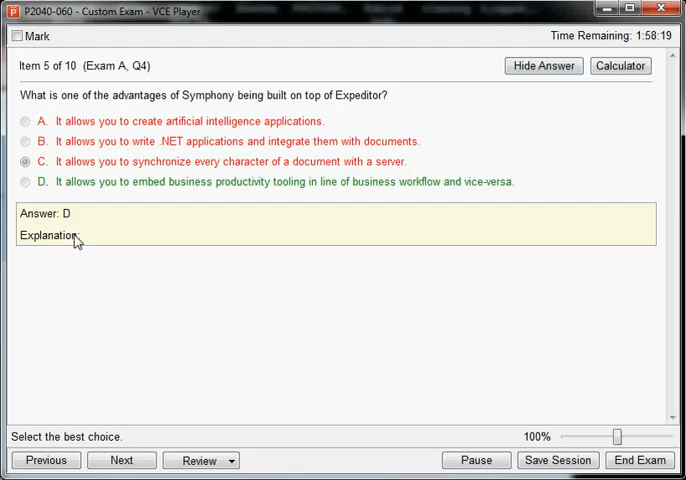 P2040-060 - Custom Exam - VCE Player
Mark
Time Remaining: 1:58:19
Item 5 of 10 (Exam A, Q4)
Hide Answer
Calculator
What is one of the advantages of Symphony being built on top of Expeditor?
A. It allows you to create artificial intelligence applications.
B. It allows you to write .NET applications and integrate them with documents.
C. It allows you to synchronize every character of a document with a server.
D. It allows you to embed business productivity tooling in line of business workflow and vice-versa.
Answer: D
Explanation:
Select the best choice.
100%
Previous
Next
Review
Pause
Save Session
End Exam